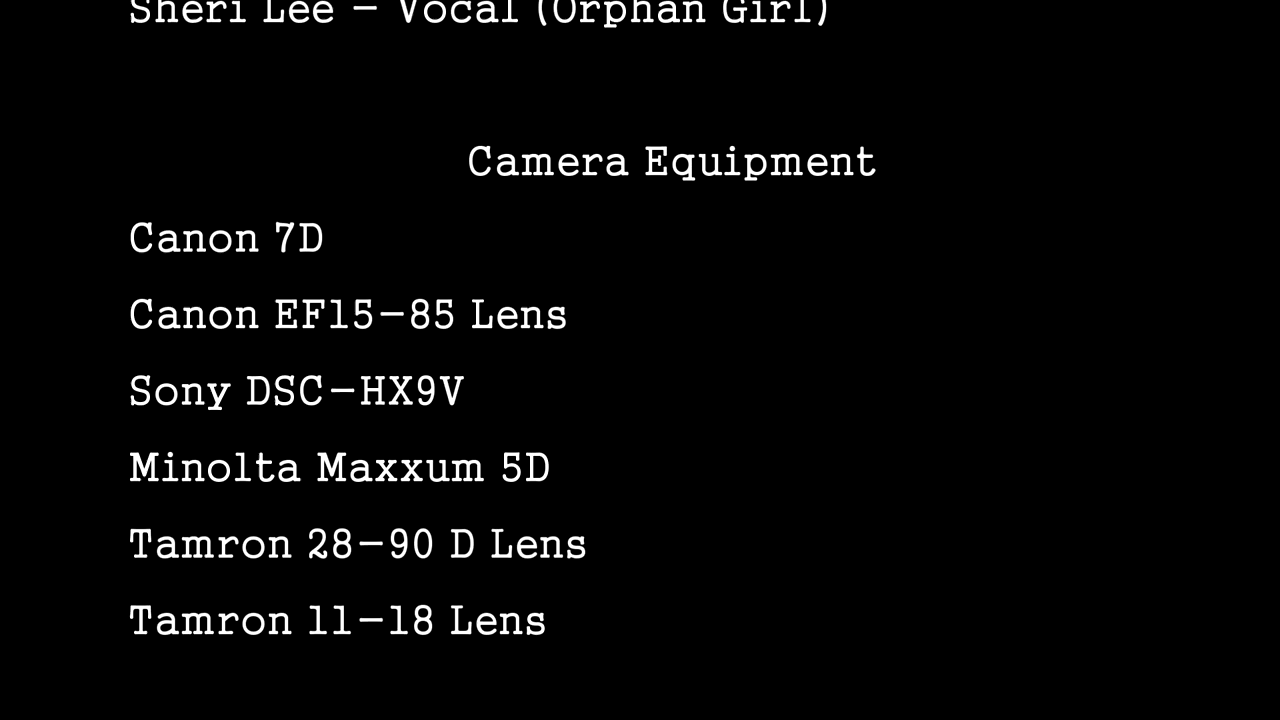 Sheri Lee - Vocal (Orphan Girl)
Camera Equipment
Canon 7D
Canon EF15-85 Lens
Sony DSC-HX9V
Minolta Maxxum 5D
Tamron 28-90 D Lens
Tamron 11-18 Lens